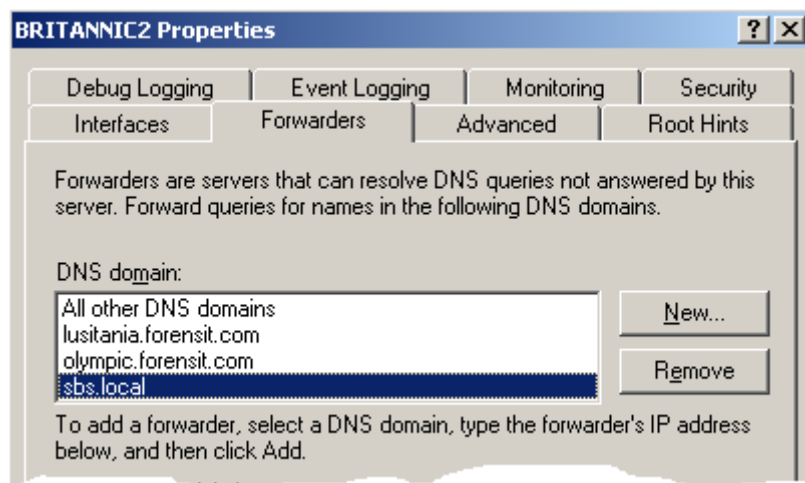 BRITANNIC2 Properties
Debug Logging Event Logging Monitoring Security
Interfaces Forwarders Advanced Root Hints
Forwarders are servers that can resolve DNS queries not answered by this
server. Forward queries for names in the following DNS domains.
DNS domain:
All other DNS domains
lusitania.forensit.com
olympic.forensit.com
sbs.local
New...
Remove
To add a forwarder, select a DNS domain, type the forwarder's IP address
below, and then click Add.